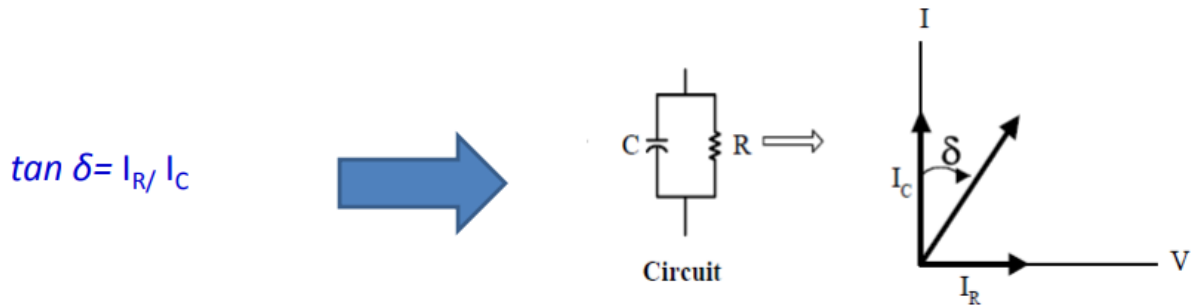 tan δ= IR/ IC
C
R
Circuit
I
δ
IC
V
IR